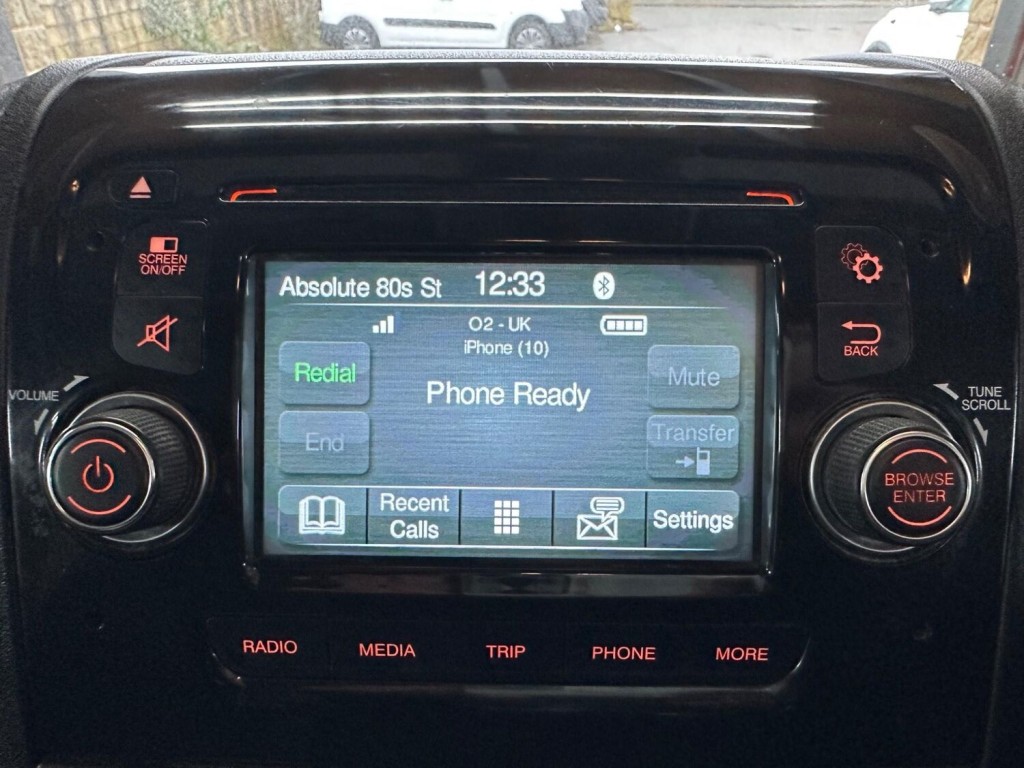 SCREEN
ON/OFF
Absolute 80s St 12:33
O2 - UK
iPhone (10)
Redial
Phone Ready
Mute
End
Transfer
Recent
Calls
Settings
BACK
VOLUME
TUNE
SCROLL
BROWSE
ENTER
RADIO MEDIA TRIP PHONE MORE